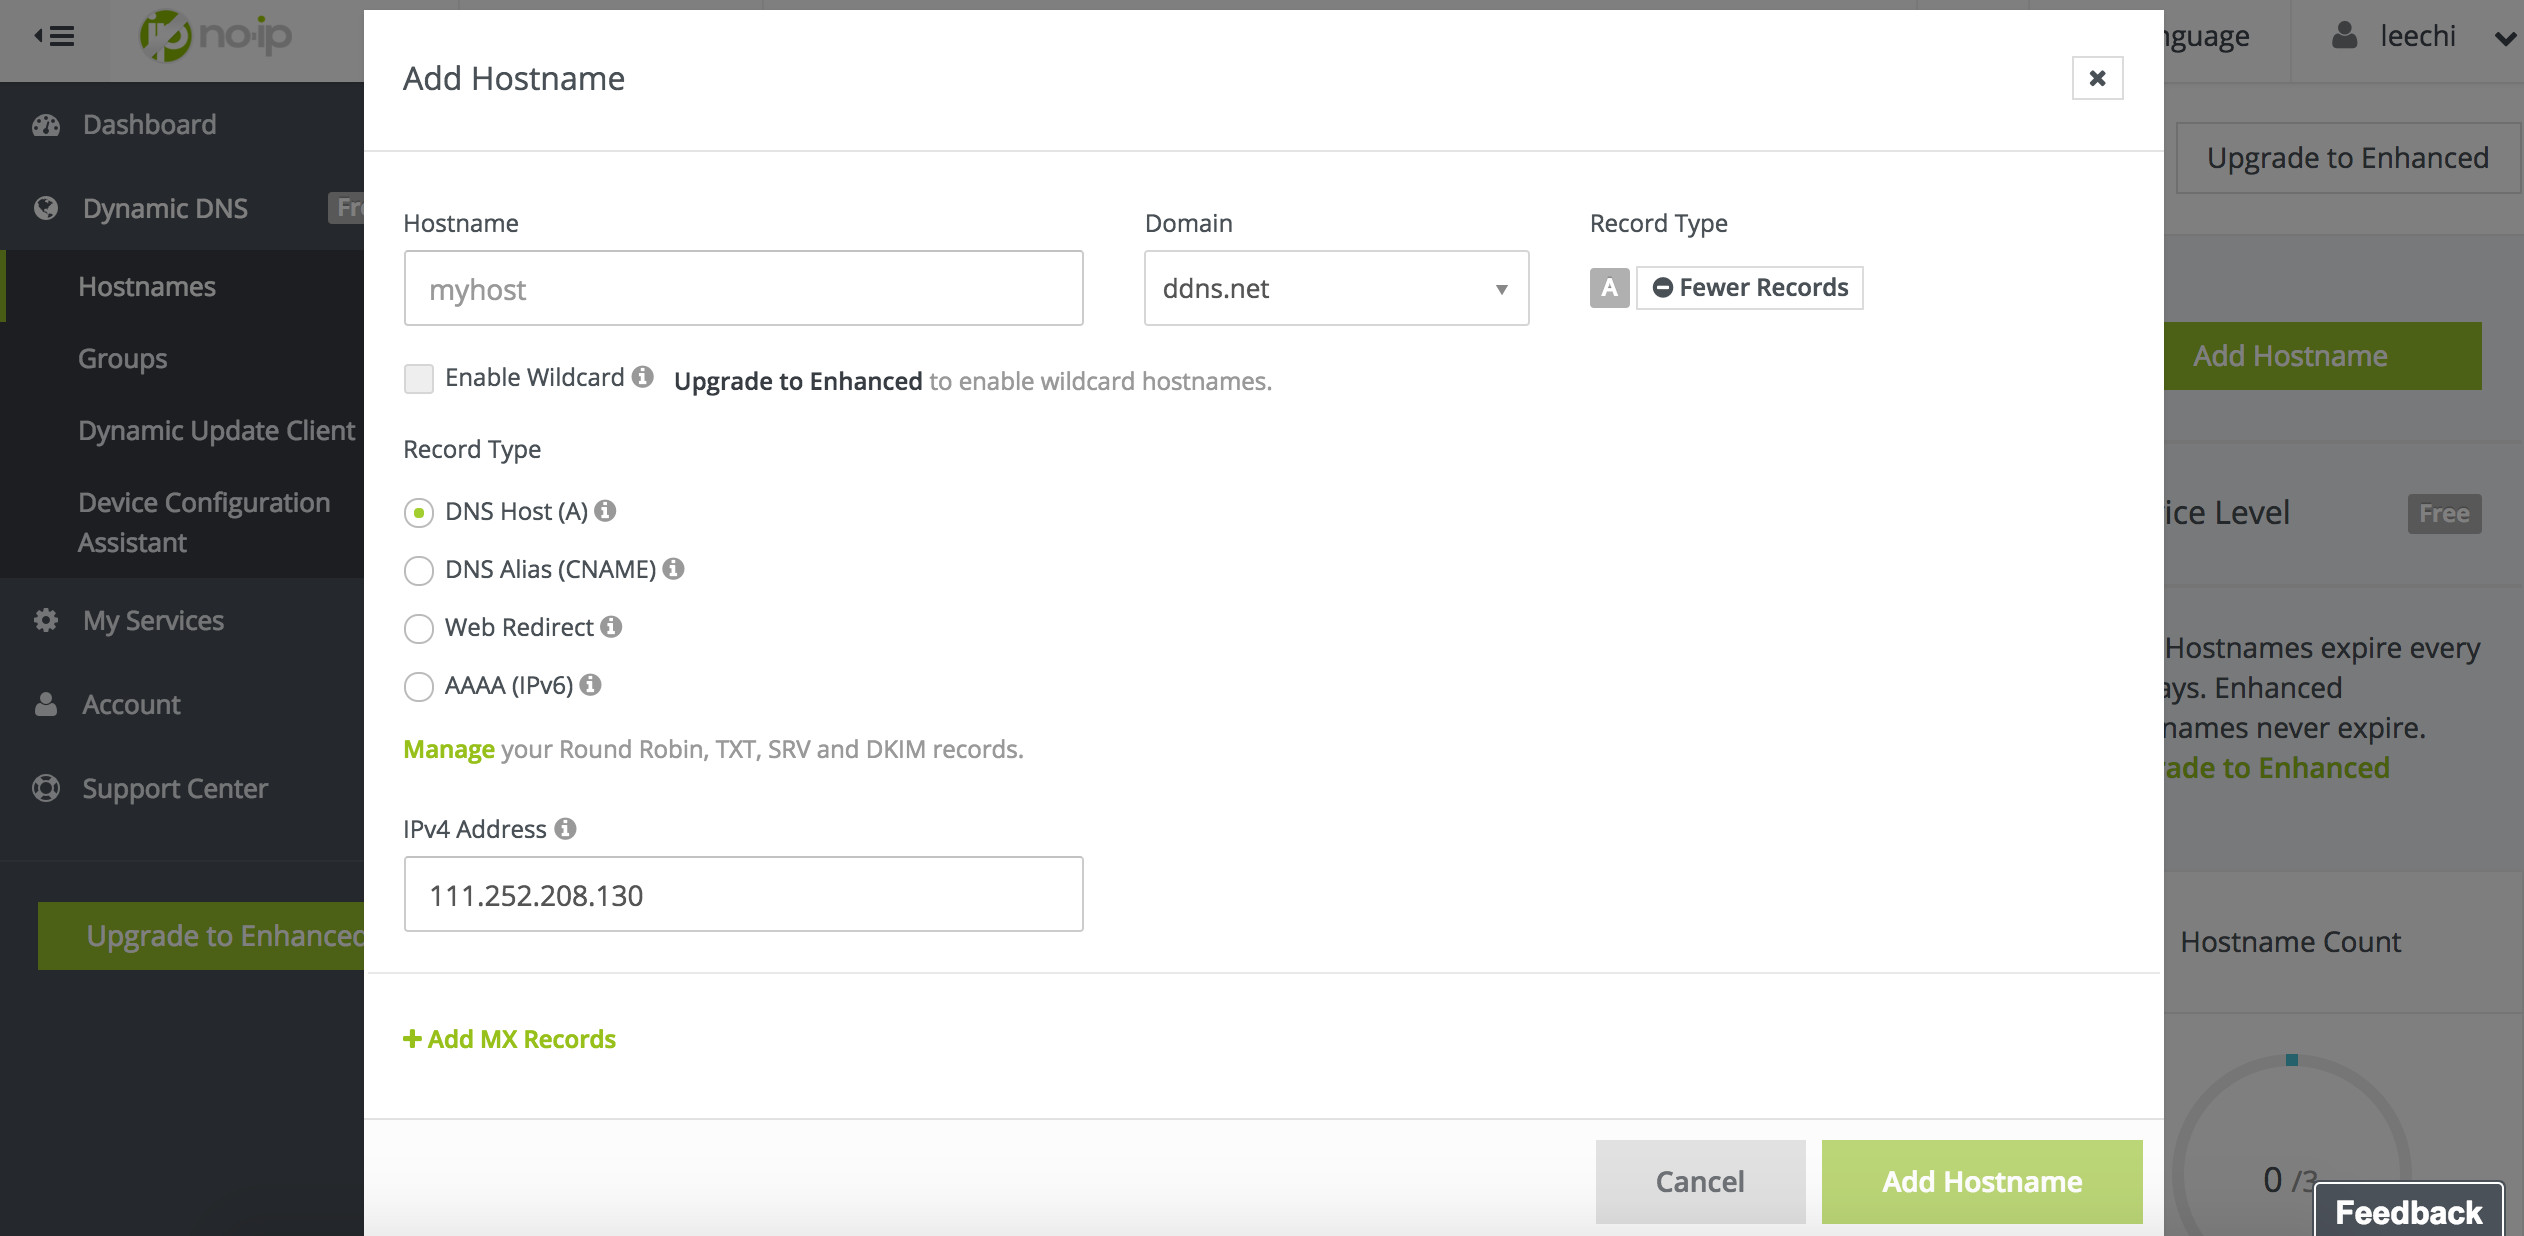 no-ip
nguage
leechi
Dashboard
Dynamic DNS
Hostnames
Groups
Dynamic Update Client
Device Configuration
Assistant
My Services
Account
Support Center
Upgrade to Enhanced
Add Hostname
Hostname
Domain
Record Type
myhost
ddns.net
A
Fewer Records
Enable Wildcard
Upgrade to Enhanced to enable wildcard hostnames.
Record Type
DNS Host (A)
DNS Alias (CNAME)
Web Redirect
AAAA (IPv6)
Manage your Round Robin, TXT, SRV and DKIM records.
IPv4 Address
111.252.208.130
Add MX Records
Cancel
Add Hostname
Upgrade to Enhanced
Add Hostname
ice Level
Free
Hostnames expire every
ays. Enhanced
names never expire.
rade to Enhanced
Hostname Count
0 /3
Feedback